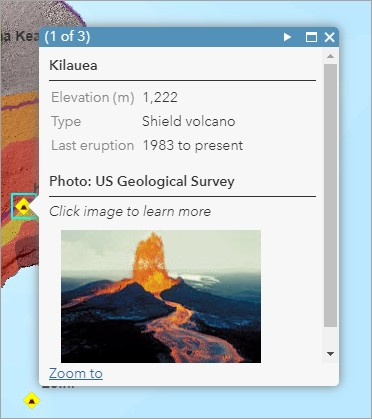 (1 of 3)
Kilauea
Elevation (m) 1,222
Type Shield volcano
Last eruption 1983 to present
Photo: US Geological Survey
Click image to learn more
Zoom to